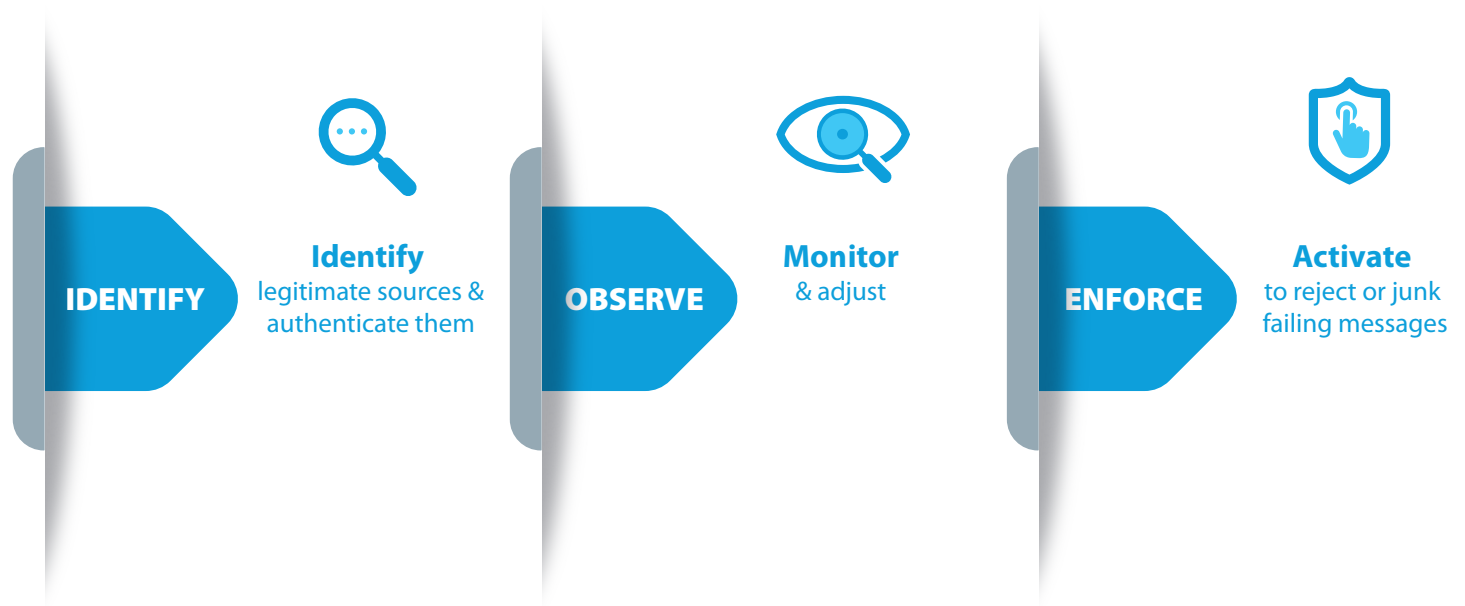 IDENTIFY
Identify
legitimate sources &
authenticate them
OBSERVE
Monitor
& adjust
ENFORCE
Activate
to reject or junk
failing messages